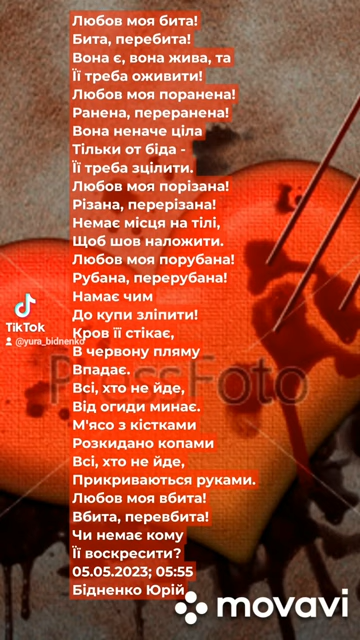 Любов моя бита!
Бита, перебита!
Вона є, вона жива, та
Її треба оживити!
Любов моя поранена!
Ранена, переранена!
Вона неначе ціла
Тільки от біда -
Її треба зцілити.
Любов моя порізана!
Різана, перерізана!
Немає місця на тілі,
Щоб шов наложити.
Любов моя порубана!
Рубана, перерубана!
Намає чим
До купи зліпити!
Кров її стікає,
В червону пляму
Впадає.
Всі, хто не йде,
Від огиди минає.
М'ясо з кістками
Розкидано копами
Всі, хто не йде,
Прикриваються руками.
Любов моя вбита!
Вбита, перевбита!
Чи немає кому
Її воскресити?
05.05.2023; 05:55
Бідненко Юрій
TikTok
@yura_bidnenko
PressFoto
movavi